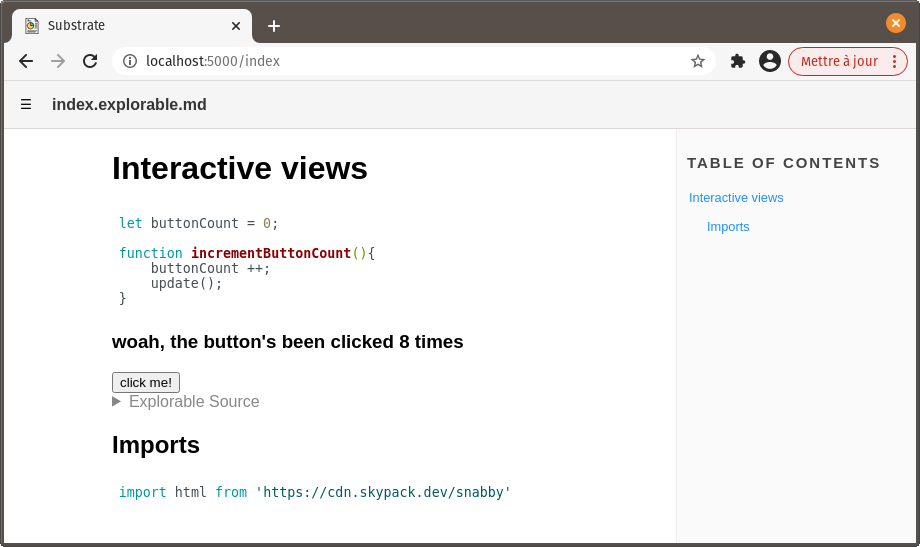 Substrate
localhost:5000/index
Mettre à jour
☰ index.explorable.md
Interactive views
let buttonCount = 0;
function incrementButtonCount(){
    buttonCount ++;
    update();
}
woah, the button's been clicked 8 times
click me!
Explorable Source
Imports
import html from 'https://cdn.skypack.dev/snabby'
TABLE OF CONTENTS
Interactive views
Imports